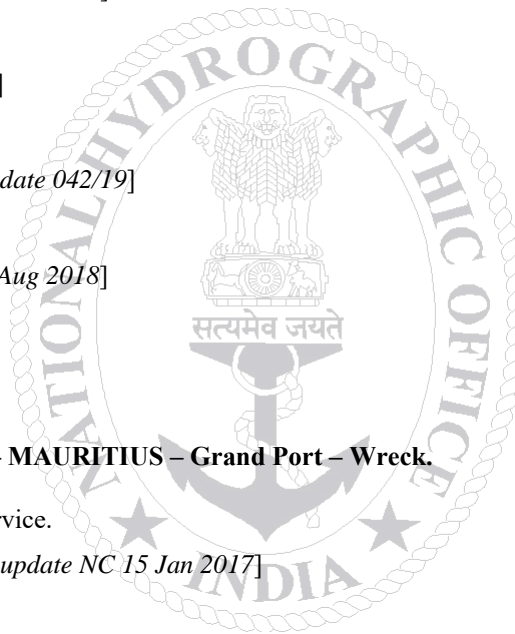 ]
date 042/19]
Aug 2018]
NATIONAL HYDROGRAPHIC OFFICE
सत्यमेव जयते
- MAURITIUS – Grand Port – Wreck.
rvice.
update NC 15 Jan 2017]
INDIA